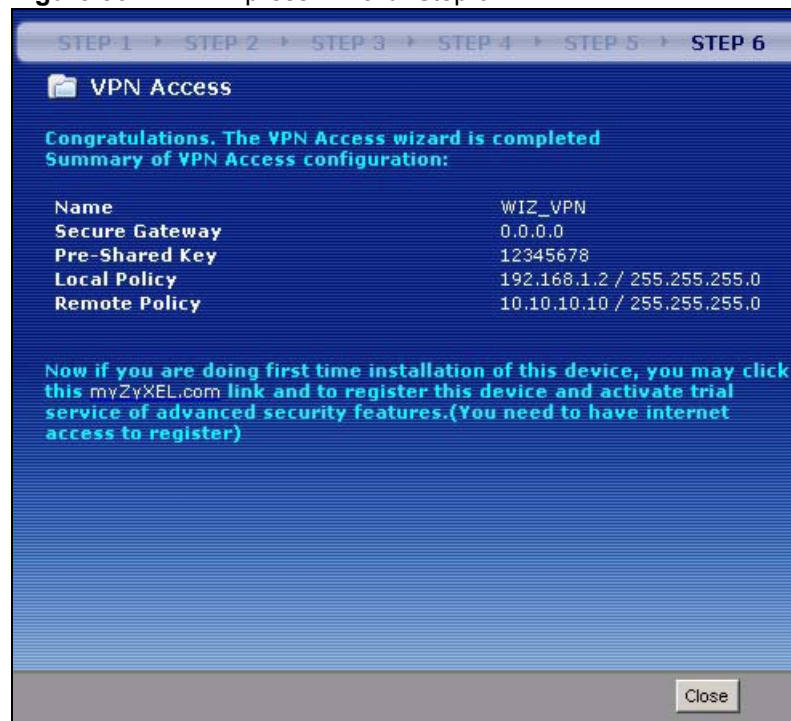 STEP 1 STEP 2 STEP 3 STEP 4 STEP 5 STEP 6
VPN Access
Congratulations. The VPN Access wizard is completed
Summary of VPN Access configuration:
Name WIZ_VPN
Secure Gateway 0.0.0.0
Pre-Shared Key 12345678
Local Policy 192.168.1.2 / 255.255.255.0
Remote Policy 10.10.10.10 / 255.255.255.0
Now if you are doing first time installation of this device, you may click
this myZyXEL.com link and to register this device and activate trial
service of advanced security features.(You need to have internet
access to register)
Close